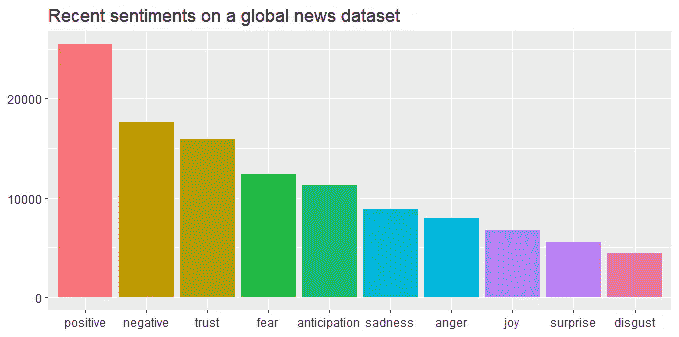 Recent sentiments on a global news dataset
20000
10000
0
positive negative trust fear anticipation sadness anger joy surprise disgust